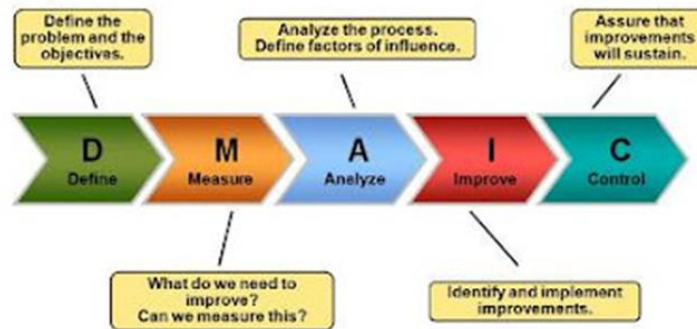 Define the
problem and the
objectives.
Analyze the process.
Define factors of influence.
Assure that
improvements
will sustain.
D
Define
M
Measure
A
Analyze
I
Improve
C
Control
What do we need to
improve?
Can we measure this?
Identify and implement
improvements.